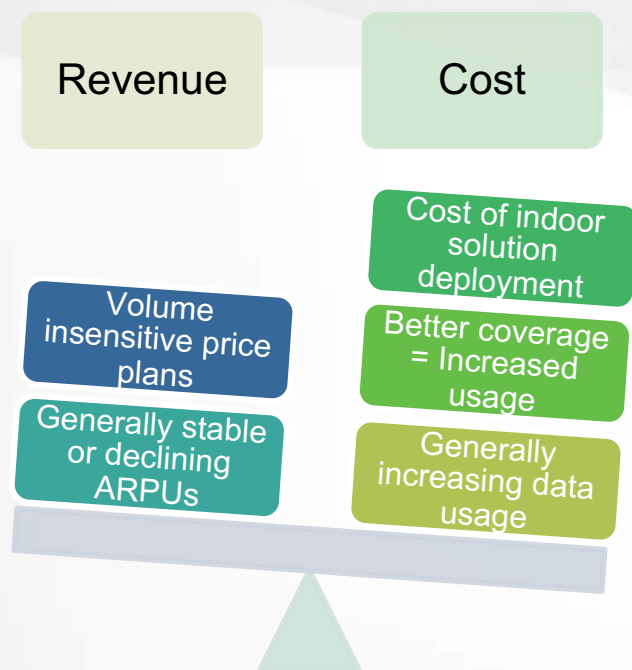 Revenue
Cost
Cost of indoor
solution
deployment
Volume
insensitive price
plans
Better coverage
= Increased
usage
Generally stable
or declining
ARPUs
Generally
increasing data
usage